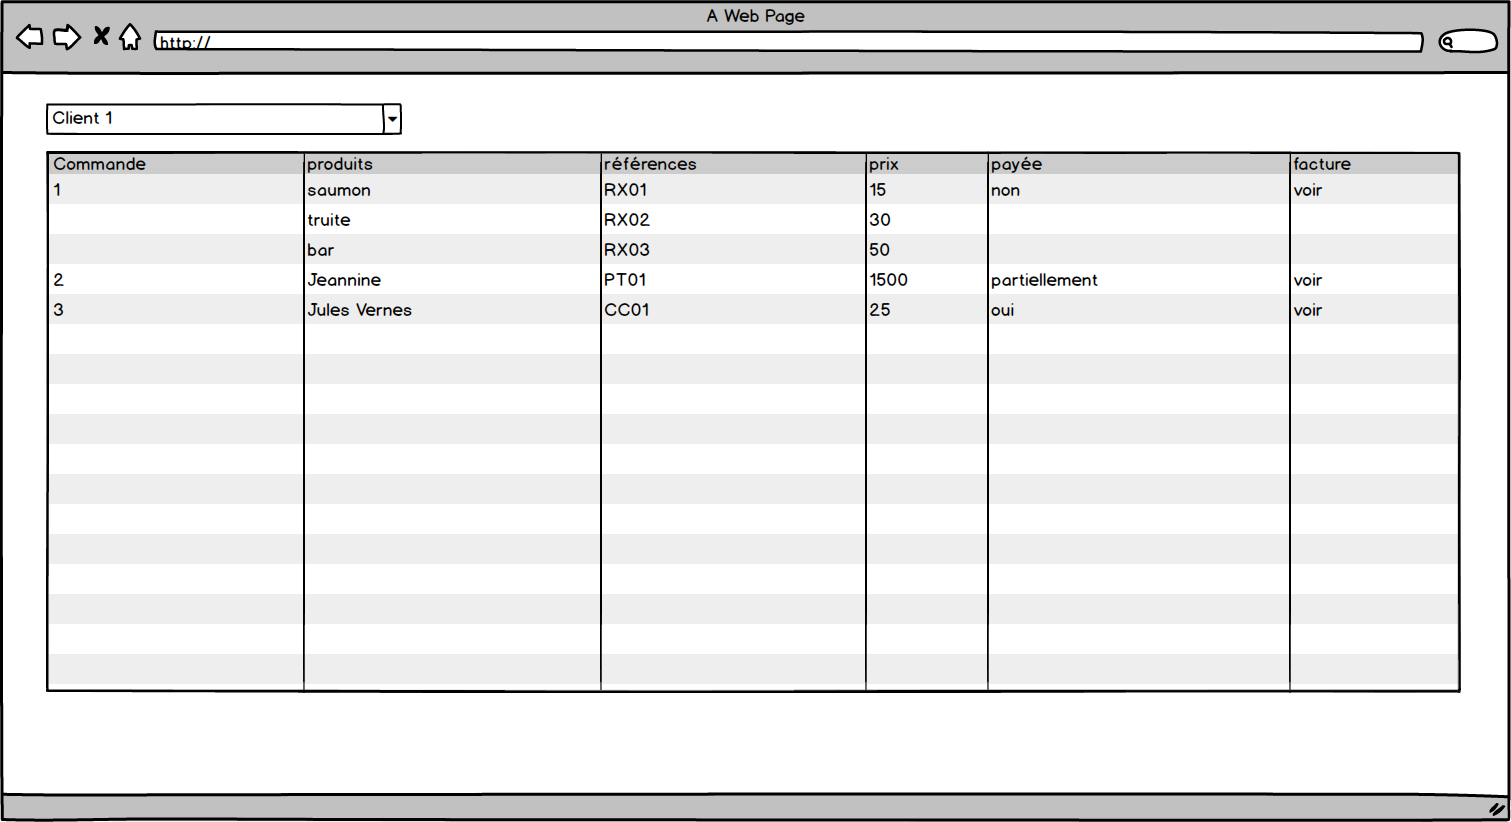 A Web Page
http://
Client 1
Commande produits références prix payée facture
1 saumon RX01 15 non voir
truite RX02 30
bar RX03 50
2 Jeannine PT01 1500 partiellement voir
3 Jules Vernes CC01 25 oui voir